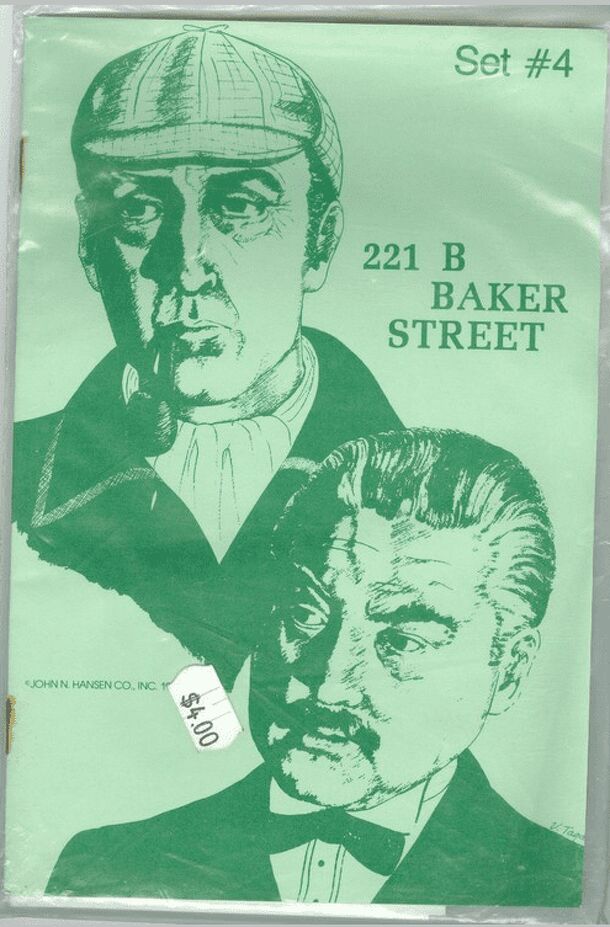 Set #4
221 B
BAKER
STREET
©JOHN N. HANSEN CO., INC.
$4.00